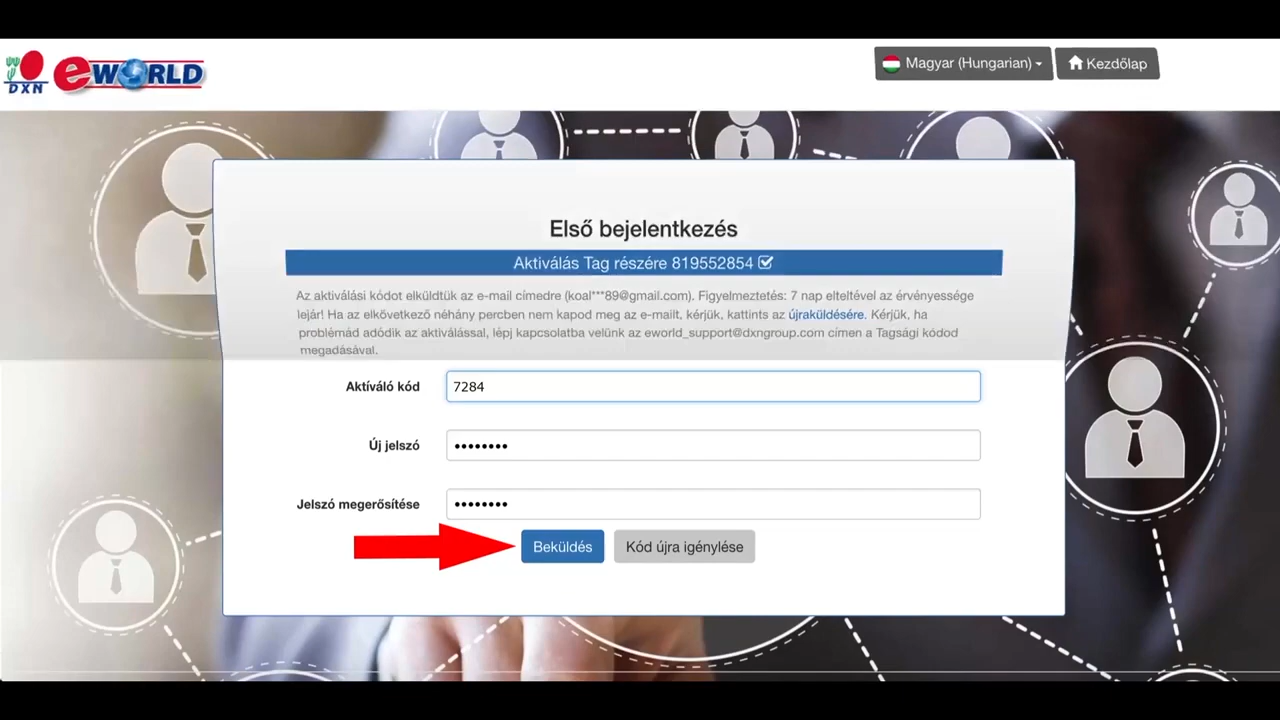 DXN
eWORLD
Magyar (Hungarian)
Kezdőlap
Első bejelentkezés
Aktiválás Tag részére 819552854
Az aktiválási kódot elküldtük az e-mail címedre (koal***89@gmail.com). Figyelmeztetés: 7 nap elteltével az érvényessége
lejár! Ha az elkövetkező néhány percben nem kapod meg az e-mailt, kérjük, kattints az újraküldésére. Kérjük, ha
problémád adódik az aktiválással, lépj kapcsolatba velünk az eworld_support@dxngroup.com címen a Tagsági kódod
megadásával.
Aktíváló kód
7284
Új jelszó
••••••••
Jelszó megerősítése
••••••••
Beküldés
Kód újra igénylése